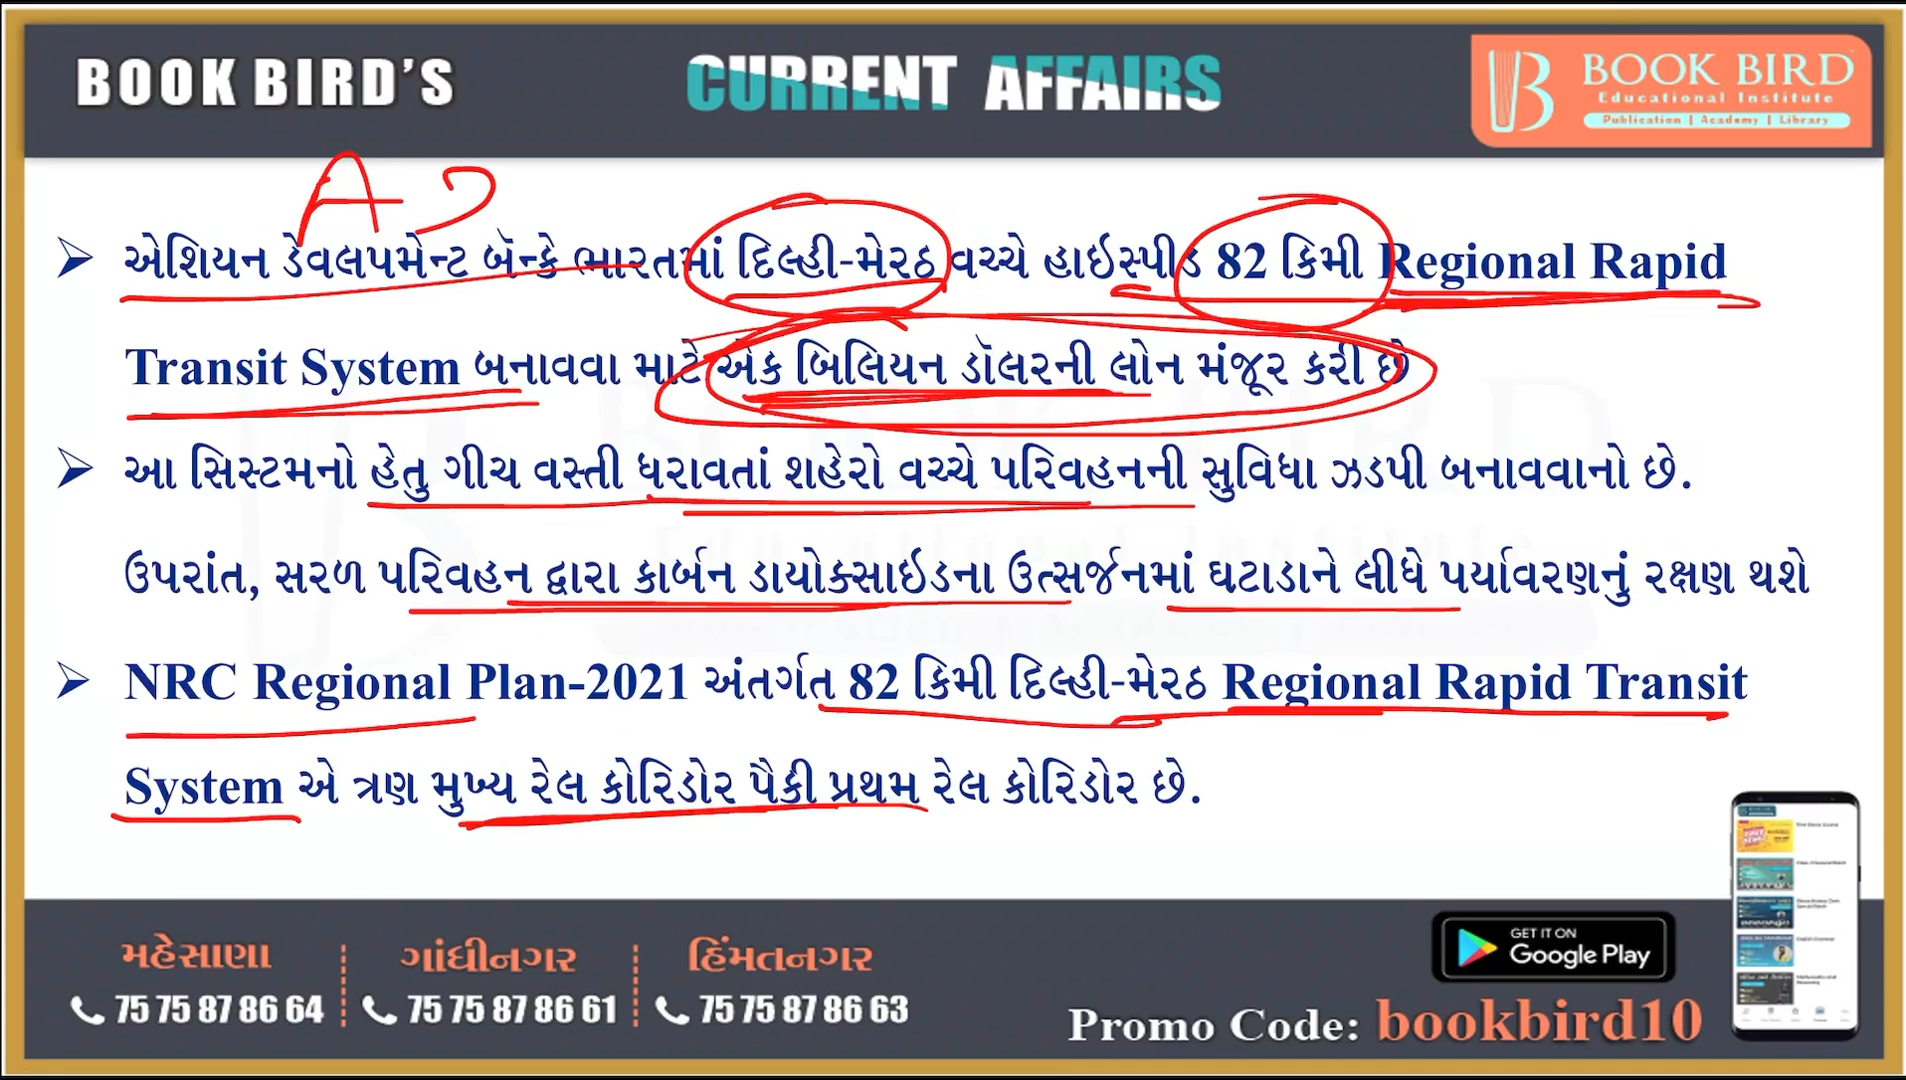 BOOK BIRD'S
CURRENT AFFAIRS
BOOK BIRD
Educational Institute
Publication | Academy | Library
એશિયન ડેવલપમેન્ટ બૅન્કે ભારતમાં દિલ્હી-મેરઠ વચ્ચે હાઇસ્પીડ 82 કિમી Regional Rapid
Transit System બનાવવા માટે એક બિલિયન ડૉલરની લોન મંજૂર કરી છે
આ સિસ્ટમનો હેતુ ગીચ વસ્તી ધરાવતાં શહેરો વચ્ચે પરિવહનની સુવિધા ઝડપી બનાવવાનો છે.
ઉપરાંત, સરળ પરિવહન દ્વારા કાર્બન ડાયોક્સાઇડના ઉત્સર્જનમાં ઘટાડાને લીધે પર્યાવરણનું રક્ષણ થશે
NRC Regional Plan-2021 અંતર્ગત 82 કિમી દિલ્હી-મેરઠ Regional Rapid Transit
System એ ત્રણ મુખ્ય રેલ કોરિડોર પૈકી પ્રથમ રેલ કોરિડોર છે.
મહેસાણા
75 75 87 86 64
ગાંધીનગર
75 75 87 86 61
હિંમતનગર
75 75 87 86 63
GET IT ON
Google Play
Promo Code: bookbird10